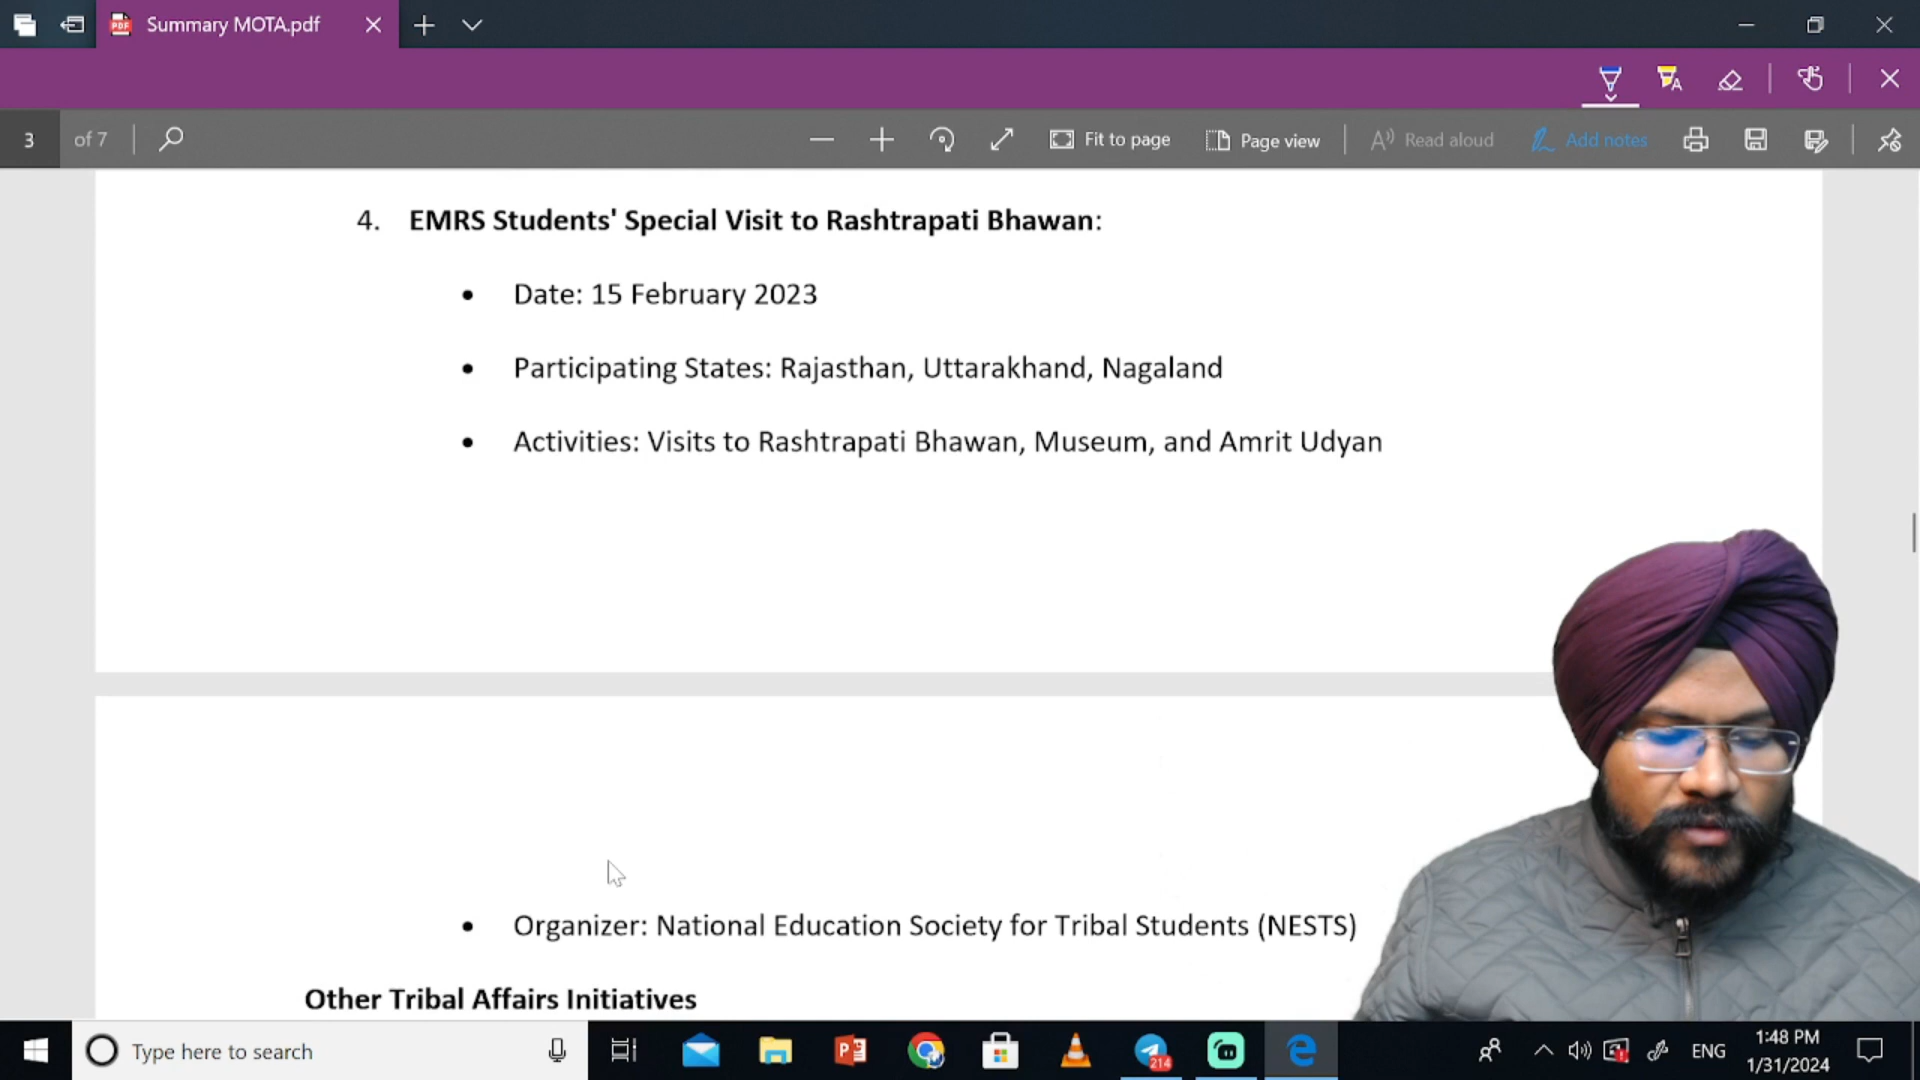 Summary MOTA.pdf
3 of 7
Fit to page
Page view
Read aloud
Add notes
4. EMRS Students' Special Visit to Rashtrapati Bhawan:
• Date: 15 February 2023
• Participating States: Rajasthan, Uttarakhand, Nagaland
• Activities: Visits to Rashtrapati Bhawan, Museum, and Amrit Udyan
• Organizer: National Education Society for Tribal Students (NESTS)
Other Tribal Affairs Initiatives
Type here to search
214
ENG
1:48 PM
1/31/2024